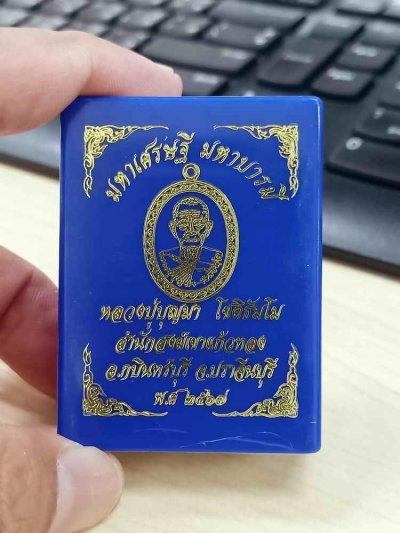 มหาเศรษฐี มหาบารมี
หลวงปู่บุญมา โชติธัมโม
สำนักสงฆ์เขาแก้วทอง
อ.กบินทร์บุรี จ.ปราจีนบุรี
พ.ศ ๒๕๖๗